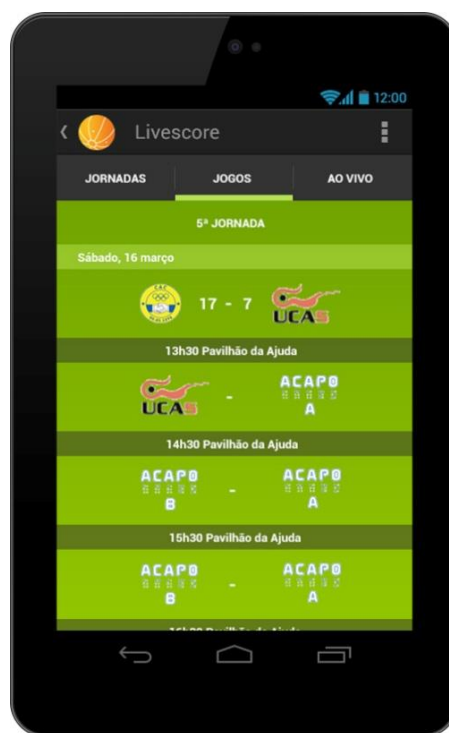 12:00
Livescore
JORNADAS JOGOS AO VIVO
5ª JORNADA
Sábado, 16 março
17 - 7 UCAS
13h30 Pavilhão da Ajuda
UCAS - ACAPO
A
14h30 Pavilhão da Ajuda
ACAPO - ACAPO
B A
15h30 Pavilhão da Ajuda
ACAPO - ACAPO
B A